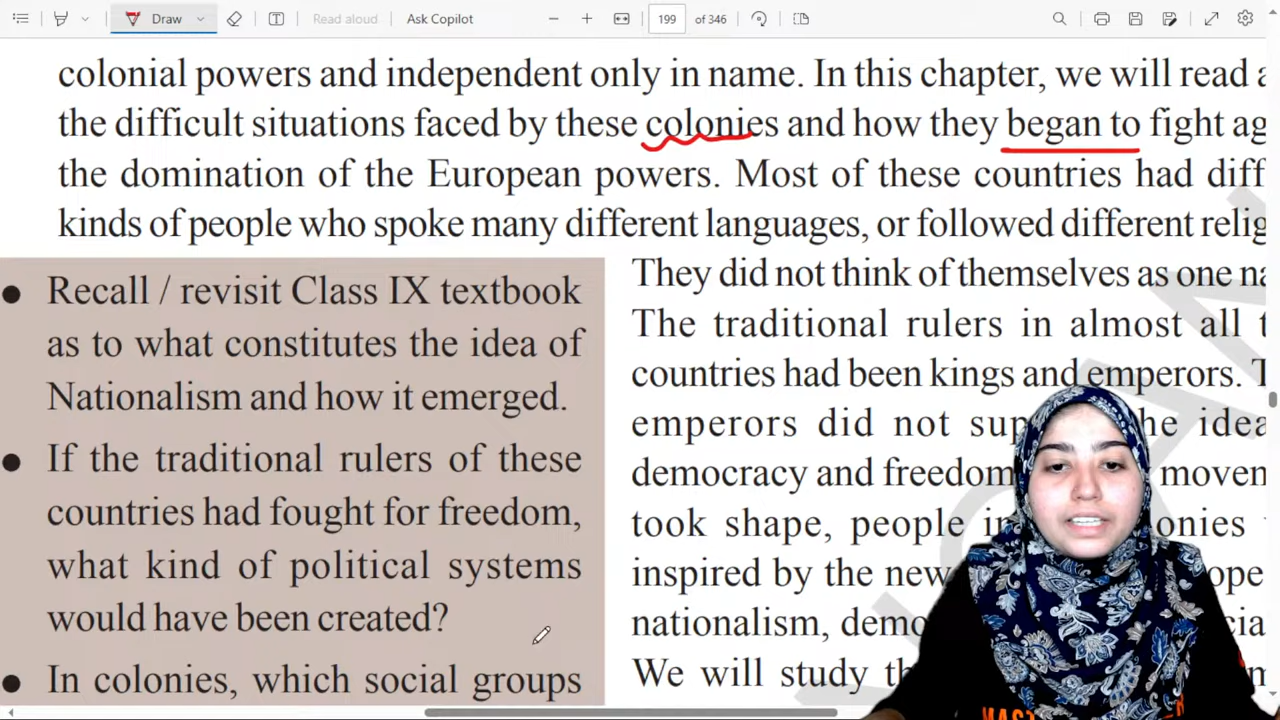 Draw
Read aloud
Ask Copilot
199 of 346
colonial powers and independent only in name. In this chapter, we will read
the difficult situations faced by these colonies and how they began to fight
the domination of the European powers. Most of these countries had
kinds of people who spoke many different languages, or followed different
Recall / revisit Class IX textbook
as to what constitutes the idea of
Nationalism and how it emerged.
If the traditional rulers of these
countries had fought for freedom,
what kind of political systems
would have been created?
In colonies, which social groups
They did not think of themselves as one
The traditional rulers in almost all
countries had been kings and emperors.
emperors did not the
democracy and freedom
took shape, people
inspired by the new
nationalism,
We will study